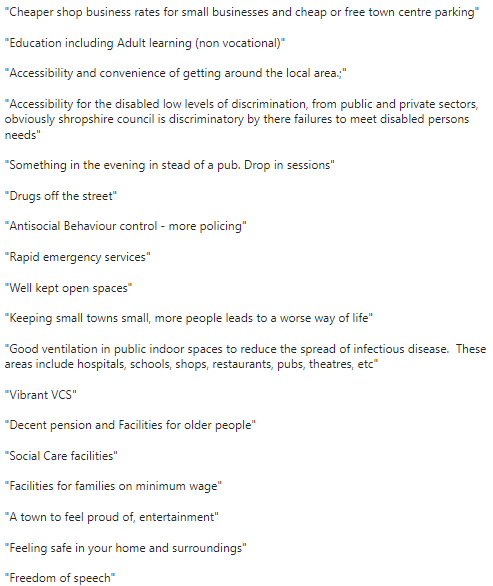 "Cheaper shop business rates for small businesses and cheap or free town centre parking"
"Education including Adult learning (non vocational)"
"Accessibility and convenience of getting around the local area.;"
"Accessibility for the disabled low levels of discrimination, from public and private sectors,
obviously shropshire council is discriminatory by there failures to meet disabled persons
needs"
"Something in the evening in stead of a pub. Drop in sessions"
"Drugs off the street"
"Antisocial Behaviour control - more policing"
"Rapid emergency services"
"Well kept open spaces"
"Keeping small towns small, more people leads to a worse way of life"
"Good ventilation in public indoor spaces to reduce the spread of infectious disease.  These
areas include hospitals, schools, shops, restaurants, pubs, theatres, etc"
"Vibrant VCS"
"Decent pension and Facilities for older people"
"Social Care facilities"
"Facilities for families on minimum wage"
"A town to feel proud of, entertainment"
"Feeling safe in your home and surroundings"
"Freedom of speech"